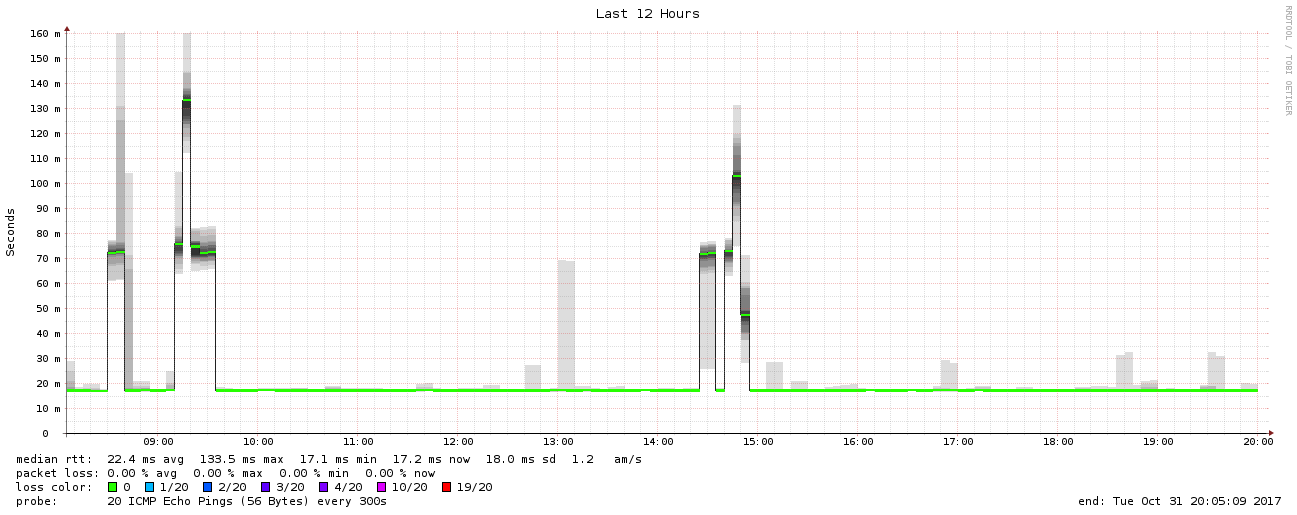 Last 12 Hours
RRDTOOL / TOBI OETIKER
Seconds
160 m
150 m
140 m
130 m
120 m
110 m
100 m
90 m
80 m
70 m
60 m
50 m
40 m
30 m
20 m
10 m
0
09:00 10:00 11:00 12:00 13:00 14:00 15:00 16:00 17:00 18:00 19:00 20:00
median rtt: 22.4 ms avg 133.5 ms max 17.1 ms min 17.2 ms now 18.0 ms sd 1.2 am/s
packet loss: 0.00 % avg 0.00 % max 0.00 % min 0.00 % now
loss color: 0 1/20 2/20 3/20 4/20 10/20 19/20
probe: 20 ICMP Echo Pings (56 Bytes) every 300s end: Tue Oct 31 20:05:09 2017